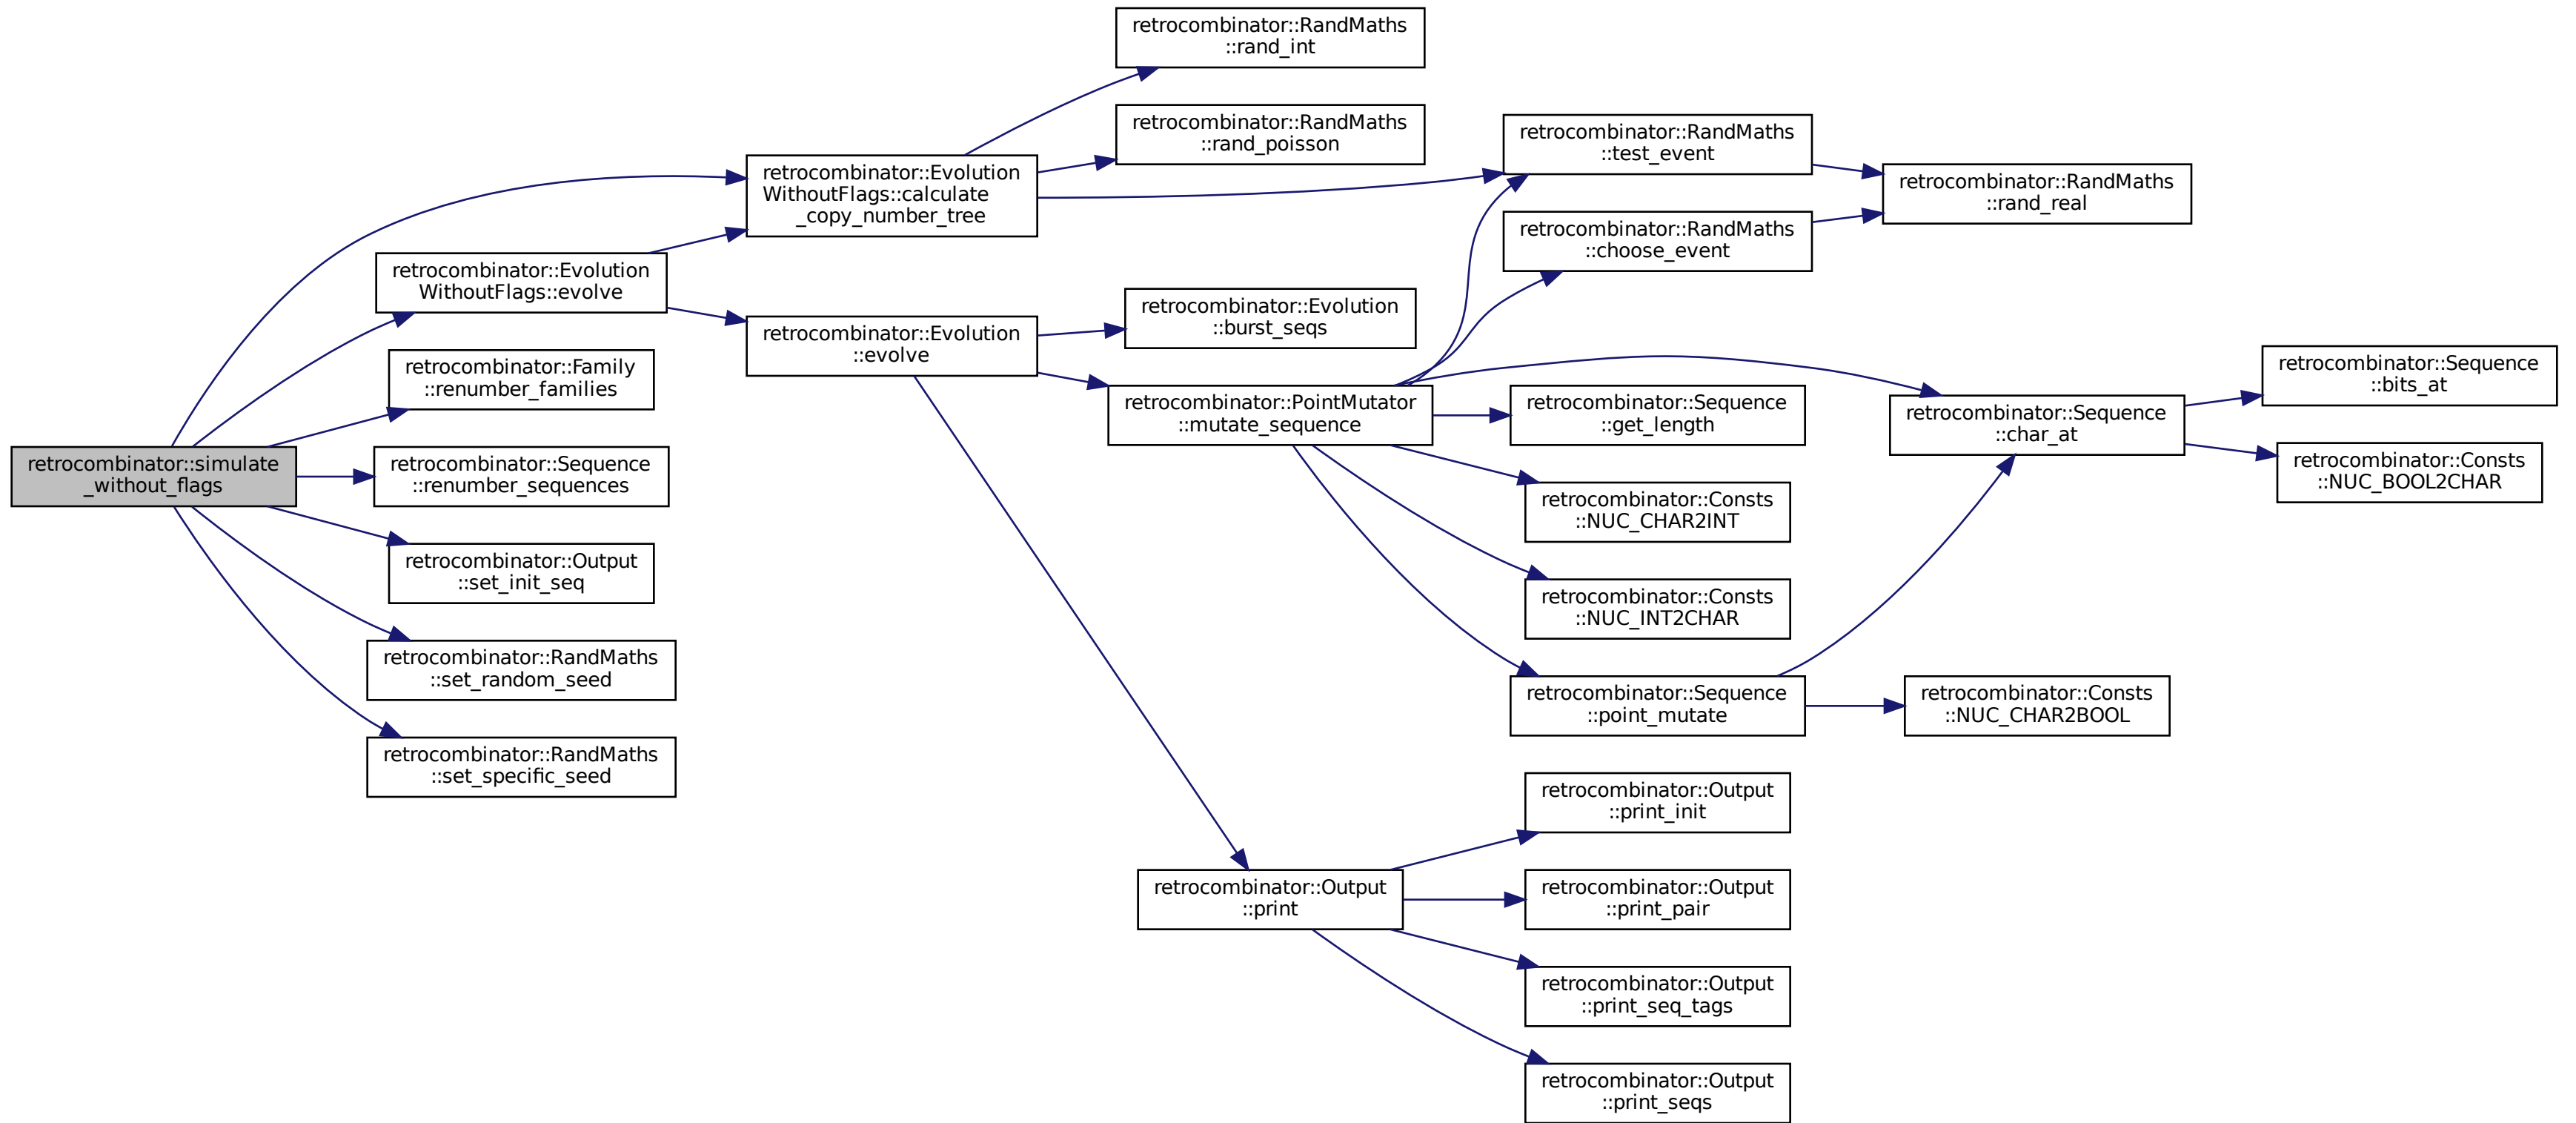 retrocombinator::simulate
_without_flags
retrocombinator::Evolution
WithoutFlags::calculate
_copy_number_tree
retrocombinator::RandMaths
::rand_int
retrocombinator::RandMaths
::rand_poisson
retrocombinator::RandMaths
::test_event
retrocombinator::RandMaths
::rand_real
retrocombinator::Evolution
WithoutFlags::evolve
retrocombinator::Evolution
::evolve
retrocombinator::Evolution
::burst_seqs
retrocombinator::PointMutator
::mutate_sequence
retrocombinator::RandMaths
::choose_event
retrocombinator::Sequence
::char_at
retrocombinator::Sequence
::bits_at
retrocombinator::Consts
::NUC_BOOL2CHAR
retrocombinator::Sequence
::get_length
retrocombinator::Consts
::NUC_CHAR2INT
retrocombinator::Consts
::NUC_INT2CHAR
retrocombinator::Sequence
::point_mutate
retrocombinator::Consts
::NUC_CHAR2BOOL
retrocombinator::Output
::print
retrocombinator::Output
::print_init
retrocombinator::Output
::print_pair
retrocombinator::Output
::print_seq_tags
retrocombinator::Output
::print_seqs
retrocombinator::Family
::renumber_families
retrocombinator::Sequence
::renumber_sequences
retrocombinator::Output
::set_init_seq
retrocombinator::RandMaths
::set_random_seed
retrocombinator::RandMaths
::set_specific_seed